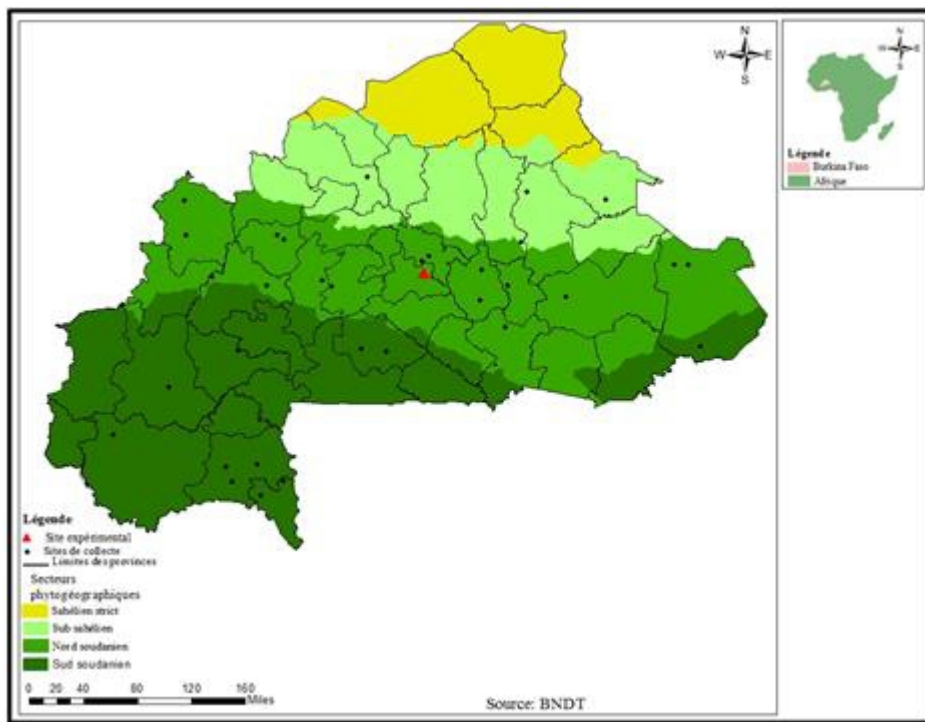 N
W E
S
N
W E
S
Légende
Burkina Faso
Afrique
Légende
Site expérimental
Sites de collecte
Limites des provinces
Secteurs
phytogéographiques
Sahélien strict
Sub sahélien
Nord soudanien
Sud soudanien
0 20 40 80 120 160
Miles
Source: BNDT